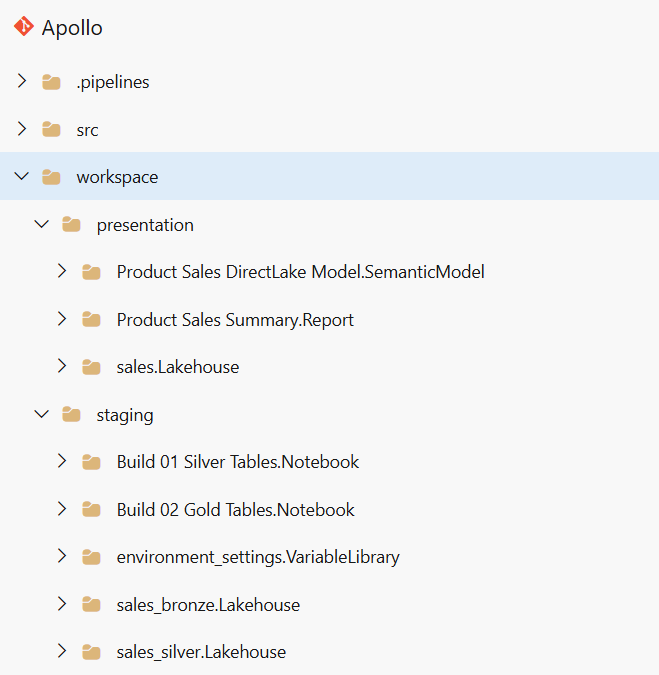 Apollo
.pipelines
src
workspace
presentation
Product Sales DirectLake Model.SemanticModel
Product Sales Summary.Report
sales.Lakehouse
staging
Build 01 Silver Tables.Notebook
Build 02 Gold Tables.Notebook
environment_settings.VariableLibrary
sales_bronze.Lakehouse
sales_silver.Lakehouse